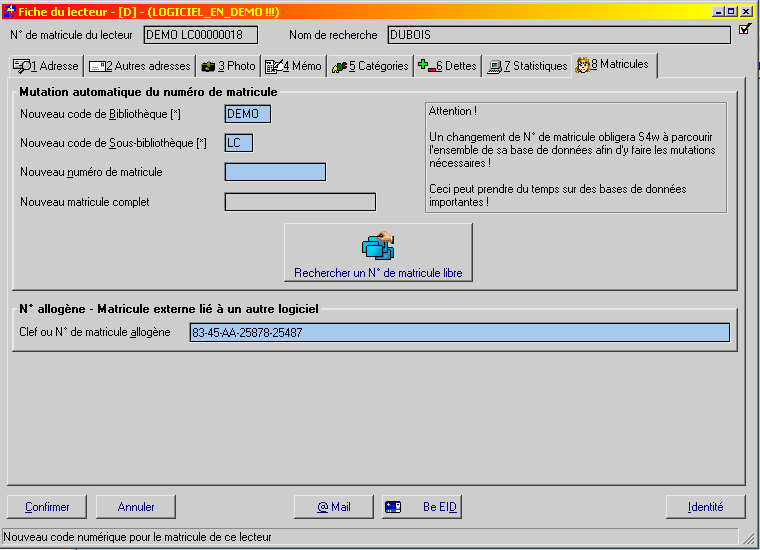 Fiche du lecteur - [D] - (LOGICIEL_EN_DEMO !!!)
N° de matricule du lecteur DEMO LC00000018 Nom de recherche DUBOIS
1 Adresse 2 Autres adresses 3 Photo 4 Mémo 5 Catégories 6 Dettes 7 Statistiques 8 Matricules
Mutation automatique du numéro de matricule
Nouveau code de Bibliothèque [*] DEMO
Nouveau code de Sous-bibliothèque [*] LC
Nouveau numéro de matricule
Nouveau matricule complet
Attention !
Un changement de N° de matricule obligera S4w à parcourir
l'ensemble de sa base de données afin d'y faire les mutations
nécessaires !
Ceci peut prendre du temps sur des bases de données
importantes !
Rechercher un N° de matricule libre
N° allogène - Matricule externe lié à un autre logiciel
Clef ou N° de matricule allogène 83-45-AA-25878-25487
Confirmer Annuler @ Mail Be EID Identité
Nouveau code numérique pour le matricule de ce lecteur